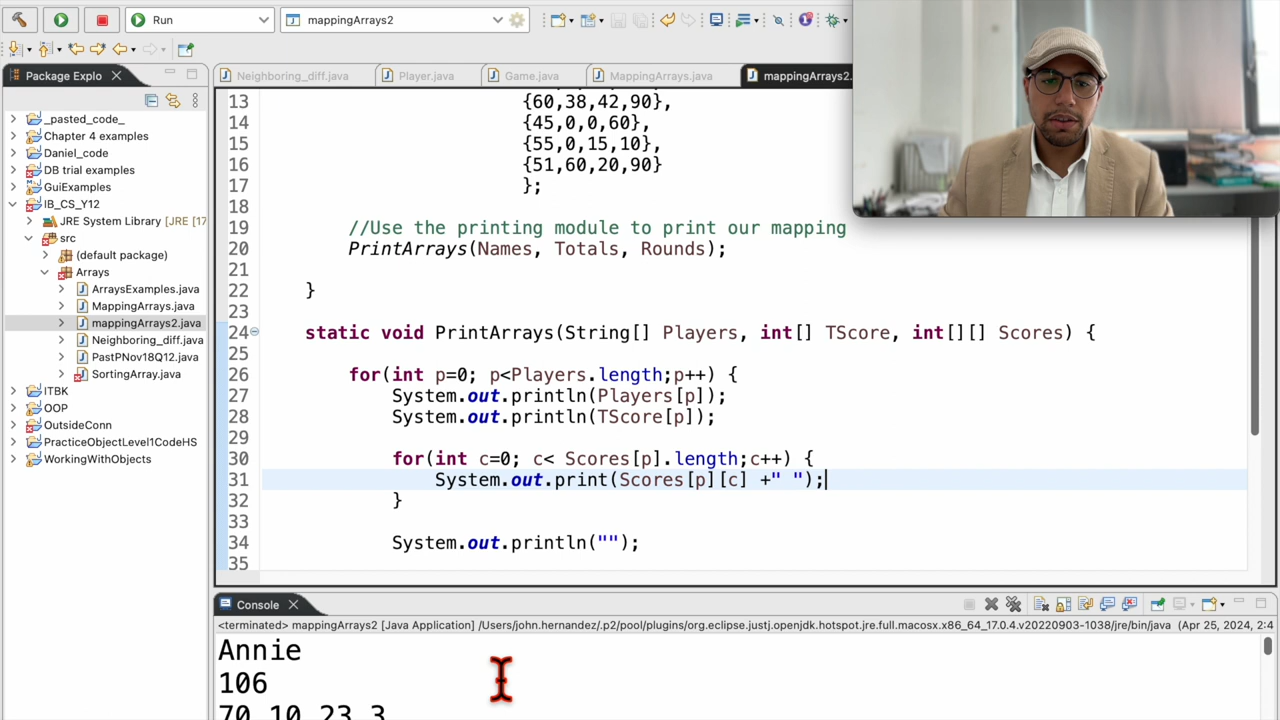 Run
mappingArrays2
Package Explo
Neighboring_diff.java
Player.java
Game.java
MappingArrays.java
mappingArrays2.
_pasted_code_
Chapter 4 examples
Daniel_code
DB trial examples
GuiExamples
IB_CS_Y12
JRE System Library [JRE [17
src
(default package)
Arrays
ArraysExamples.java
MappingArrays.java
mappingArrays2.java
Neighboring_diff.java
PastPNov18Q12.java
SortingArray.java
ITBK
OOP
OutsideConn
PracticeObjectLevel1CodeHS
WorkingWithObjects
13 {60,38,42,90},
14 {45,0,0,60},
15 {55,0,15,10},
16 {51,60,20,90}
17 };
18
19 //Use the printing module to print our mapping
20 PrintArrays(Names, Totals, Rounds);
21
22 }
23
24 static void PrintArrays(String[] Players, int[] TScore, int[][] Scores) {
25
26 for(int p=0; p<Players.length;p++) {
27 System.out.println(Players[p]);
28 System.out.println(TScore[p]);
29
30 for(int c=0; c< Scores[p].length;c++) {
31 System.out.print(Scores[p][c] +" ");
32 }
33
34 System.out.println("");
35
Console
<terminated> mappingArrays2 [Java Application] /Users/john.hernandez/.p2/pool/plugins/org.eclipse.justj.openjdk.hotspot.jre.full.macosx.x86_64_17.0.4.v20220903-1038/jre/bin/java (Apr 25, 2024, 2:4
Annie
106
70 10 23 3